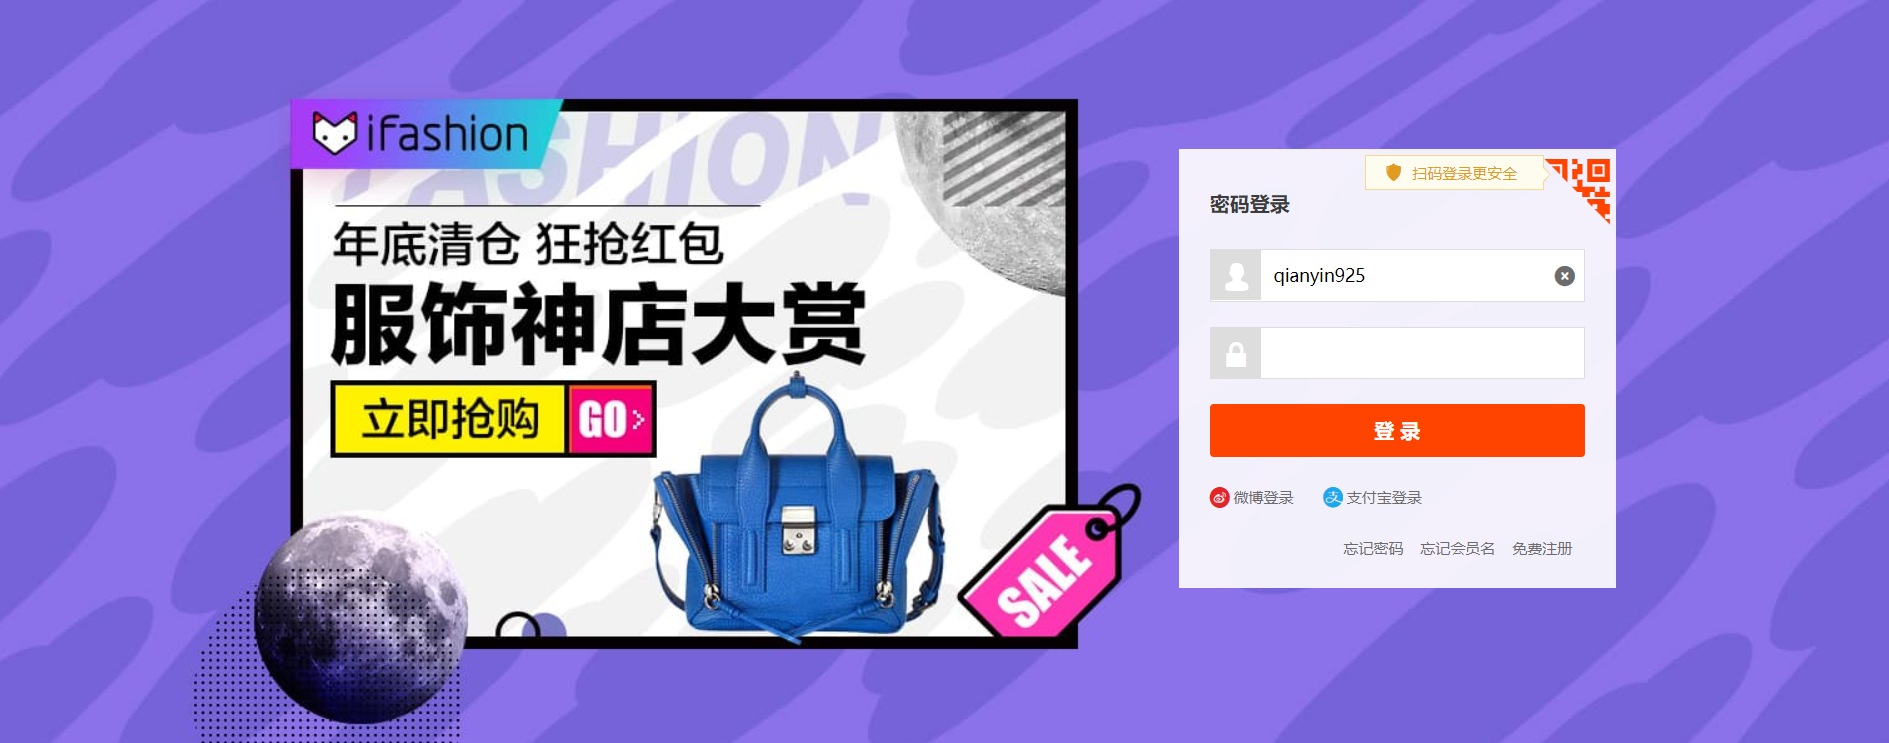 iFashion
FASHION
年底清仓 狂抢红包
服饰神店大赏
立即抢购 GO >
SALE
扫码登录更安全
密码登录
qianyin925
登 录
微博登录 支付宝登录
忘记密码 忘记会员名 免费注册